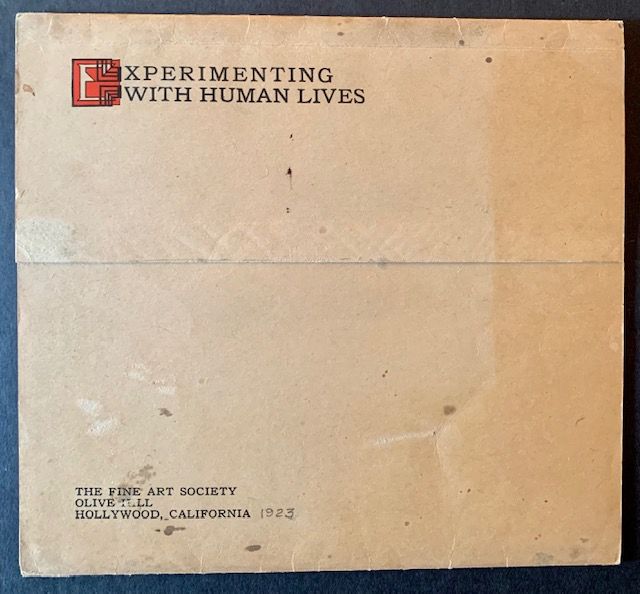 EXPERIMENTING
WITH HUMAN LIVES
THE FINE ART SOCIETY
OLIVE HILL
HOLLYWOOD, CALIFORNIA 1923